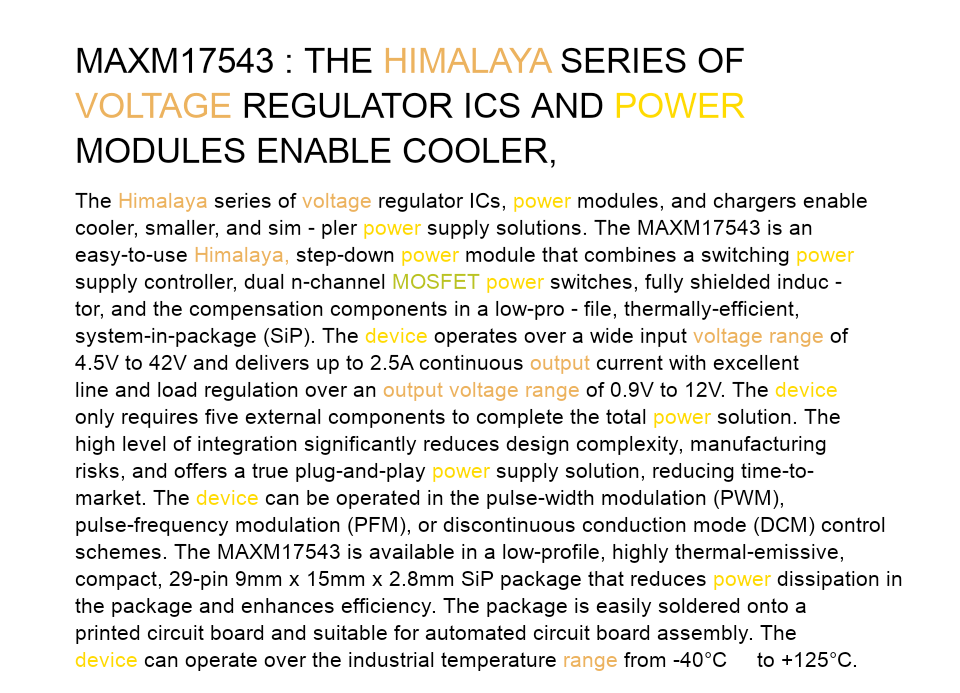 MAXM17543 : THE HIMALAYA SERIES OF
VOLTAGE REGULATOR ICS AND POWER
MODULES ENABLE COOLER,
The Himalaya series of voltage regulator ICs, power modules, and chargers enable
cooler, smaller, and sim - pler power supply solutions. The MAXM17543 is an
easy-to-use Himalaya, step-down power module that combines a switching power
supply controller, dual n-channel MOSFET power switches, fully shielded induc -
tor, and the compensation components in a low-pro - file, thermally-efficient,
system-in-package (SiP). The device operates over a wide input voltage range of
4.5V to 42V and delivers up to 2.5A continuous output current with excellent
line and load regulation over an output voltage range of 0.9V to 12V. The device
only requires five external components to complete the total power solution. The
high level of integration significantly reduces design complexity, manufacturing
risks, and offers a true plug-and-play power supply solution, reducing time-to-
market. The device can be operated in the pulse-width modulation (PWM),
pulse-frequency modulation (PFM), or discontinuous conduction mode (DCM) control
schemes. The MAXM17543 is available in a low-profile, highly thermal-emissive,
compact, 29-pin 9mm x 15mm x 2.8mm SiP package that reduces power dissipation in
the package and enhances efficiency. The package is easily soldered onto a
printed circuit board and suitable for automated circuit board assembly. The
device can operate over the industrial temperature range from -40°C to +125°C.